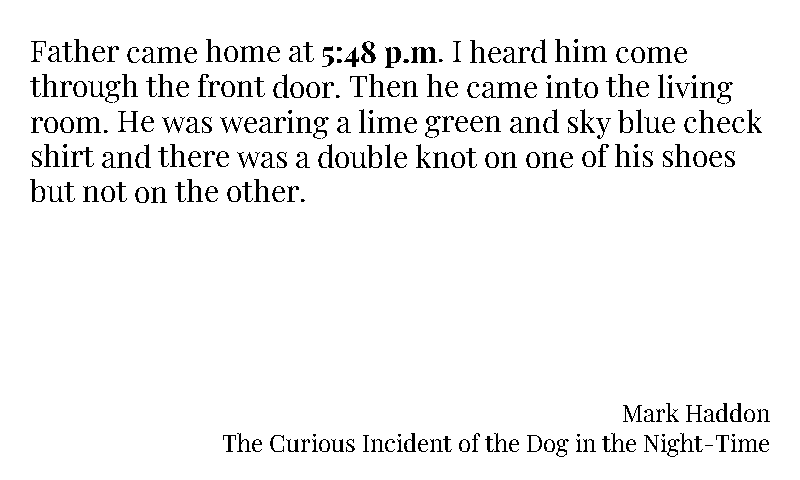 Father came home at 5:48 p.m. I heard him come
through the front door. Then he came into the living
room. He was wearing a lime green and sky blue check
shirt and there was a double knot on one of his shoes
but not on the other.
Mark Haddon
The Curious Incident of the Dog in the Night-Time